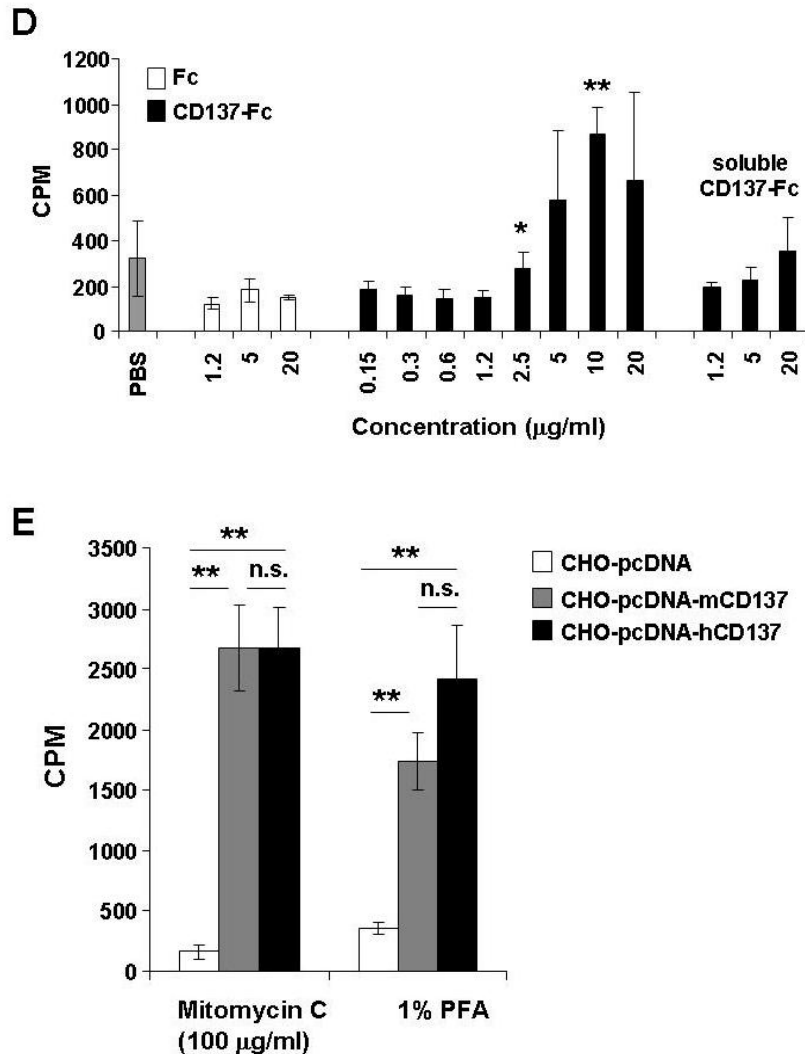 D
1200
1000
800
600
400
200
0
CPM
Fc
CD137-Fc
*
**
soluble
CD137-Fc
PBS
1.2
5
20
0.15
0.3
0.6
1.2
2.5
5
10
20
1.2
5
20
Concentration (µg/ml)
E
3500
3000
2500
2000
1500
1000
500
0
CPM
**
** n.s.
**
n.s.
**
CHO-pcDNA
CHO-pcDNA-mCD137
CHO-pcDNA-hCD137
Mitomycin C
(100 µg/ml)
1% PFA